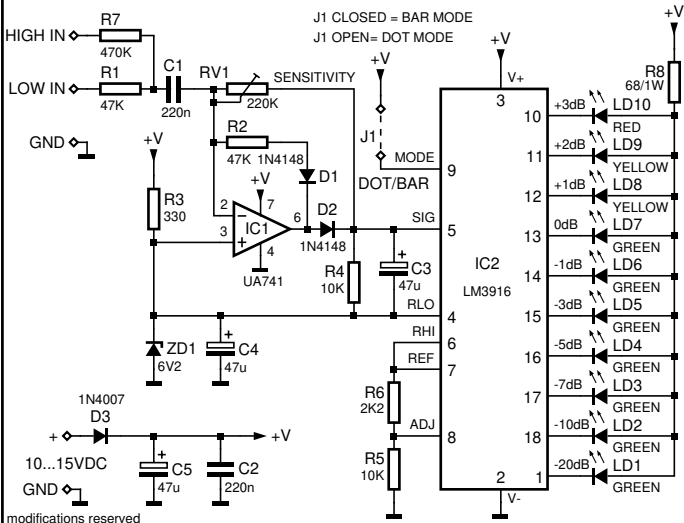 HIGH IN
R7
470K
LOW IN
R1
47K
C1
220n
RV1
220K
SENSITIVITY
J1 CLOSED = BAR MODE
J1 OPEN= DOT MODE
+V
J1
MODE
DOT/BAR
GND
+V
R3
330
R2
47K
1N4148
D1
+V
2
3
7
6
4
IC1
UA741
D2
1N4148
R4
10K
+
C3
47u
ZD1
6V2
+
C4
47u
SIG
RLO
RHI
REF
ADJ
R6
2K2
R5
10K
+V
V+
3
9
5
4
6
7
8
IC2
LM3916
2
V-
10
11
12
13
14
15
16
17
18
1
+V
R8
68/1W
+3dB
LD10
RED
+2dB
LD9
YELLOW
+1dB
LD8
YELLOW
0dB
LD7
GREEN
-1dB
LD6
GREEN
-3dB
LD5
GREEN
-5dB
LD4
GREEN
-7dB
LD3
GREEN
-10dB
LD2
GREEN
-20dB
LD1
GREEN
1N4007
D3
+
+V
10...15VDC
+
C5
47u
C2
220n
GND
modifications reserved